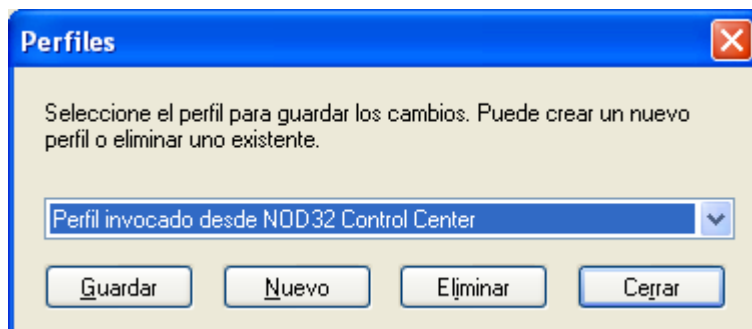 Perfiles
Seleccione el perfil para guardar los cambios. Puede crear un nuevo
perfil o eliminar uno existente.
Perfil invocado desde NOD32 Control Center
Guardar
Nuevo
Eliminar
Cerrar